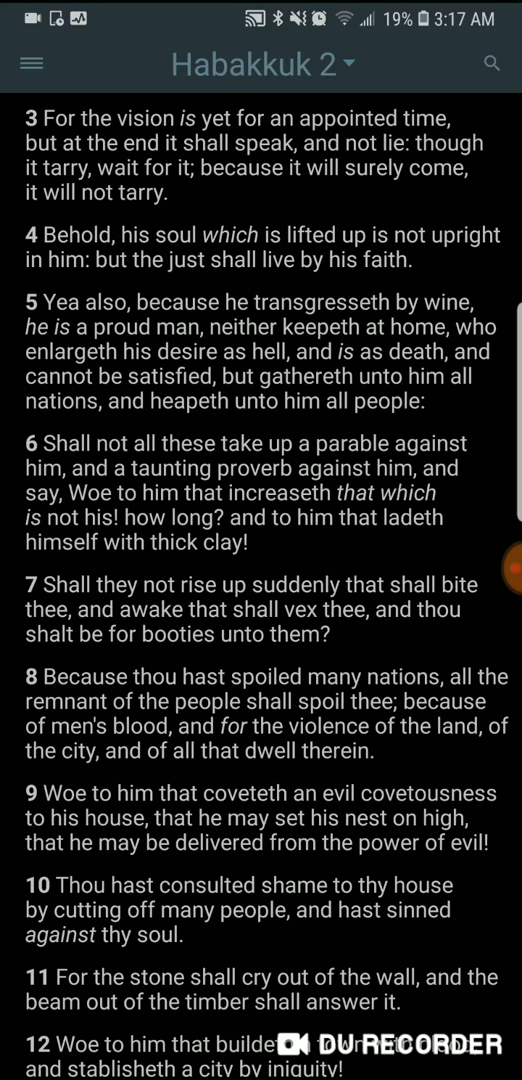 19% 3:17 AM
Habakkuk 2
3 For the vision is yet for an appointed time,
but at the end it shall speak, and not lie: though
it tarry, wait for it; because it will surely come,
it will not tarry.
4 Behold, his soul which is lifted up is not upright
in him: but the just shall live by his faith.
5 Yea also, because he transgresseth by wine,
he is a proud man, neither keepeth at home, who
enlargeth his desire as hell, and is as death, and
cannot be satisfied, but gathereth unto him all
nations, and heapeth unto him all people:
6 Shall not all these take up a parable against
him, and a taunting proverb against him, and
say, Woe to him that increaseth that which
is not his! how long? and to him that ladeth
himself with thick clay!
7 Shall they not rise up suddenly that shall bite
thee, and awake that shall vex thee, and thou
shalt be for booties unto them?
8 Because thou hast spoiled many nations, all the
remnant of the people shall spoil thee; because
of men's blood, and for the violence of the land, of
the city, and of all that dwell therein.
9 Woe to him that coveteth an evil covetousness
to his house, that he may set his nest on high,
that he may be delivered from the power of evil!
10 Thou hast consulted shame to thy house
by cutting off many people, and hast sinned
against thy soul.
11 For the stone shall cry out of the wall, and the
beam out of the timber shall answer it.
12 Woe to him that DU RECORDER
and stablisheth a city by iniquity!